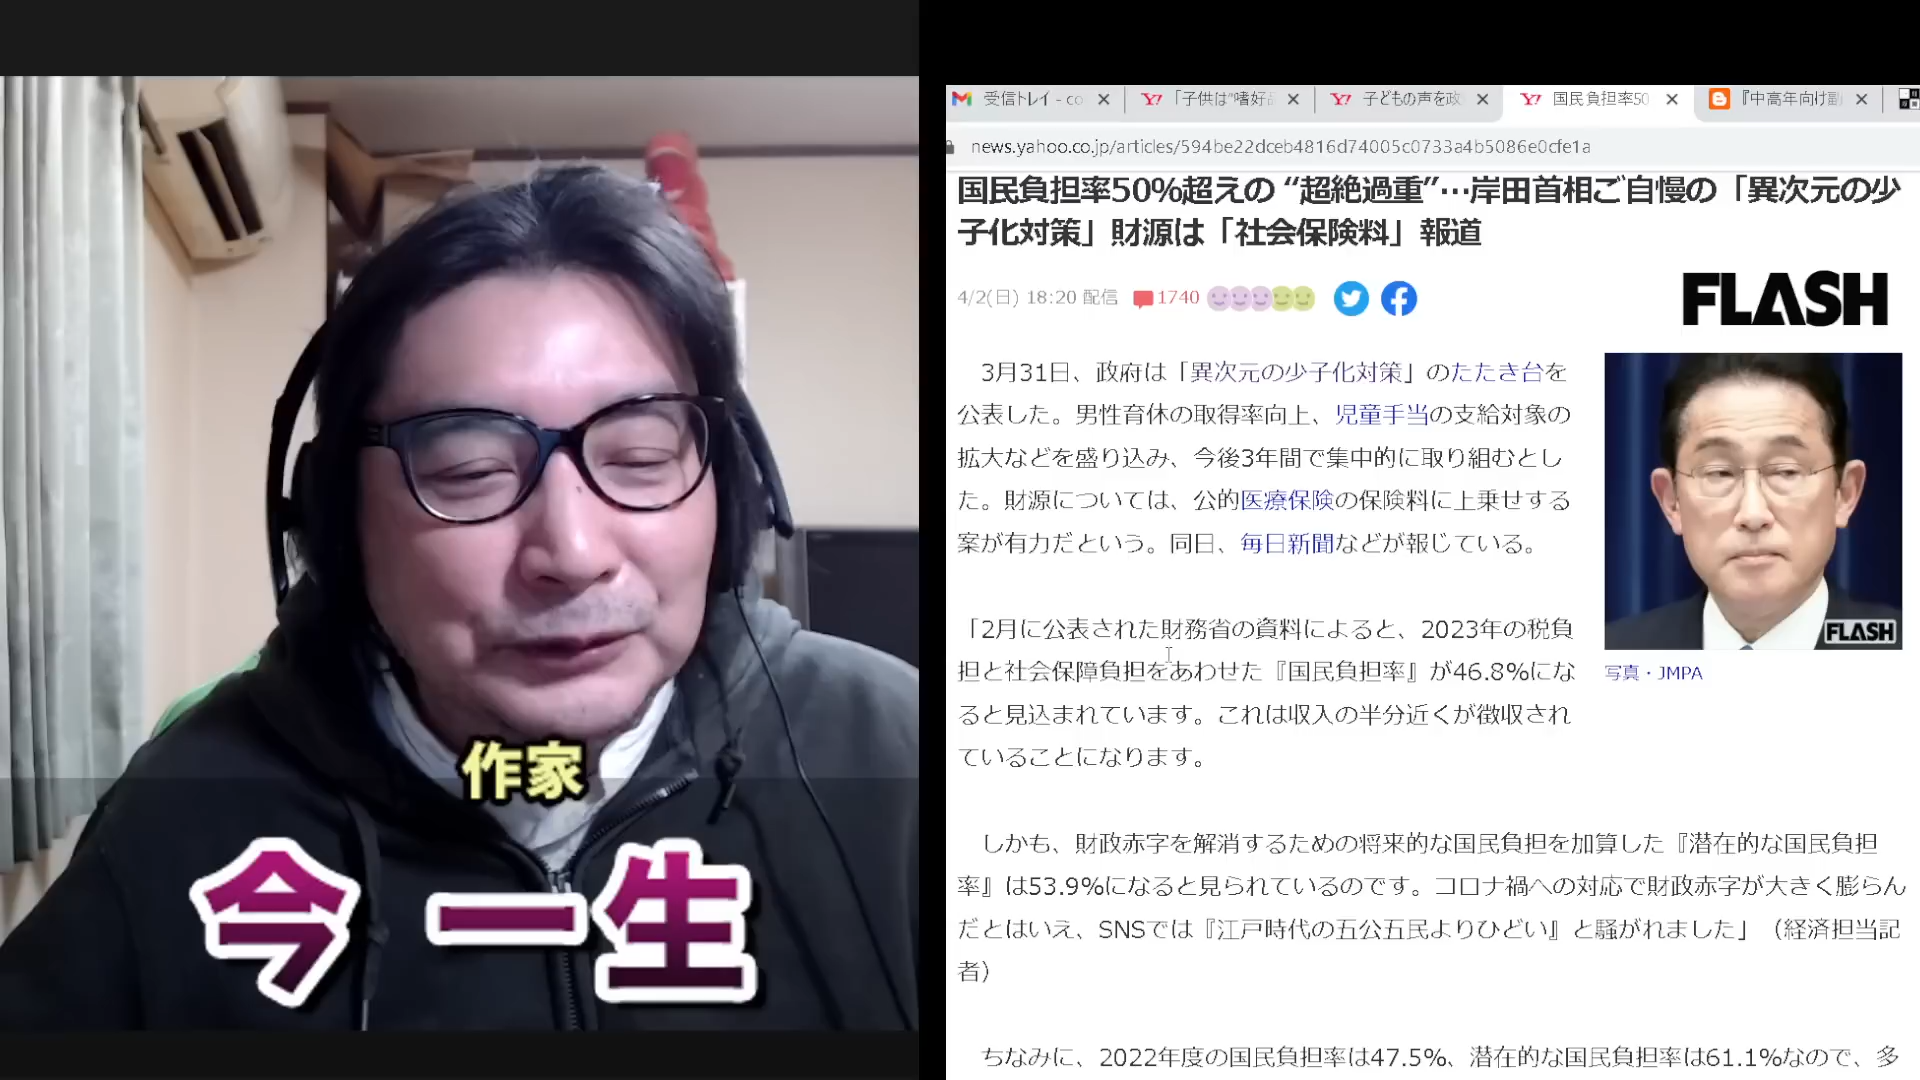 作家
今 一生
受信トレイ - co
「子供は“嗜好品
子どもの声を政
国民負担率50
『中高年向け副
news.yahoo.co.jp/articles/594be22dceb4816d74005c0733a4b5086e0cfe1a
国民負担率50%超えの “超絶過重”…岸田首相ご自慢の「異次元の少
子化対策」財源は「社会保険料」報道
4/2(日) 18:20 配信 1740
FLASH
3月31日、政府は「異次元の少子化対策」のたたき台を
公表した。男性育休の取得率向上、児童手当の支給対象の
拡大などを盛り込み、今後3年間で集中的に取り組むとし
た。財源については、公的医療保険の保険料に上乗せする
案が有力だという。同日、毎日新聞などが報じている。
FLASH
写真・JMPA
「2月に公表された財務省の資料によると、2023年の税負
担と社会保障負担をあわせた『国民負担率』が46.8%にな
ると見込まれています。これは収入の半分近くが徴収され
ていることになります。
しかも、財政赤字を解消するための将来的な国民負担を加算した『潜在的な国民負担
率』は53.9%になると見られているのです。コロナ禍への対応で財政赤字が大きく膨らん
だとはいえ、SNSでは『江戸時代の五公五民よりひどい』と騒がれました」（経済担当記
者）
ちなみに、2022年度の国民負担率は47.5%、潜在的な国民負担率は61.1%なので、多